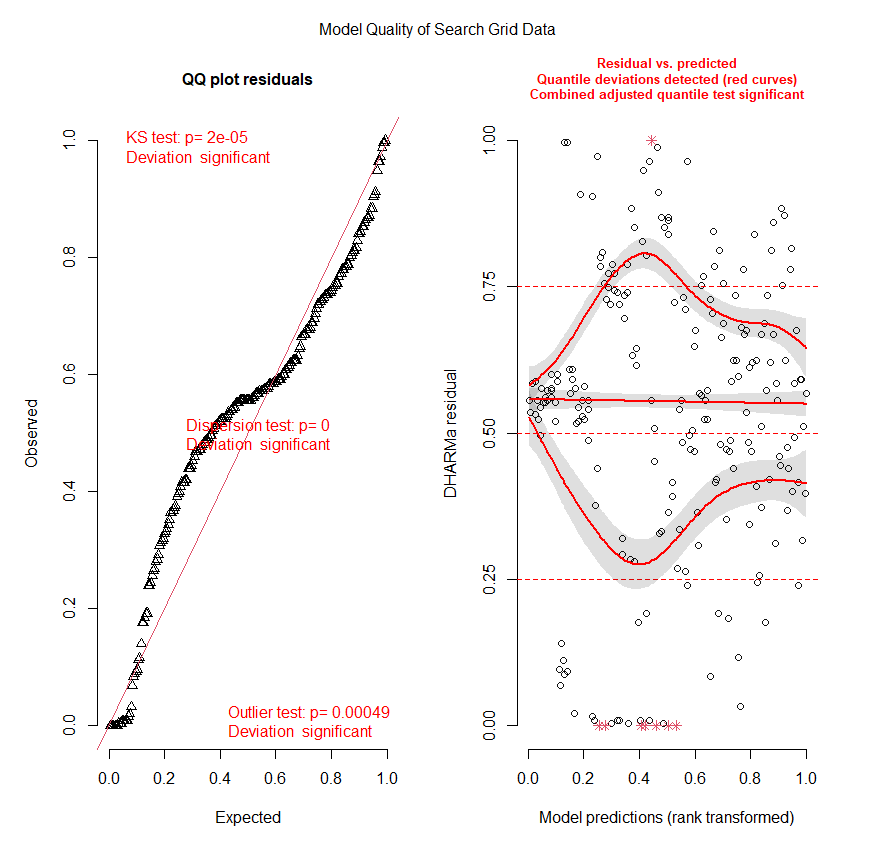 Model Quality of Search Grid Data
QQ plot residuals
KS test: p= 2e-05
Deviation significant
Dispersion test: p= 0
Deviation significant
Outlier test: p= 0.00049
Deviation significant
Observed
1.0
0.8
0.6
0.4
0.2
0.0
0.0 0.2 0.4 0.6 0.8 1.0
Expected
Residual vs. predicted
Quantile deviations detected (red curves)
Combined adjusted quantile test significant
DHARMa residual
1.00
0.75
0.50
0.25
0.00
0.0 0.2 0.4 0.6 0.8 1.0
Model predictions (rank transformed)